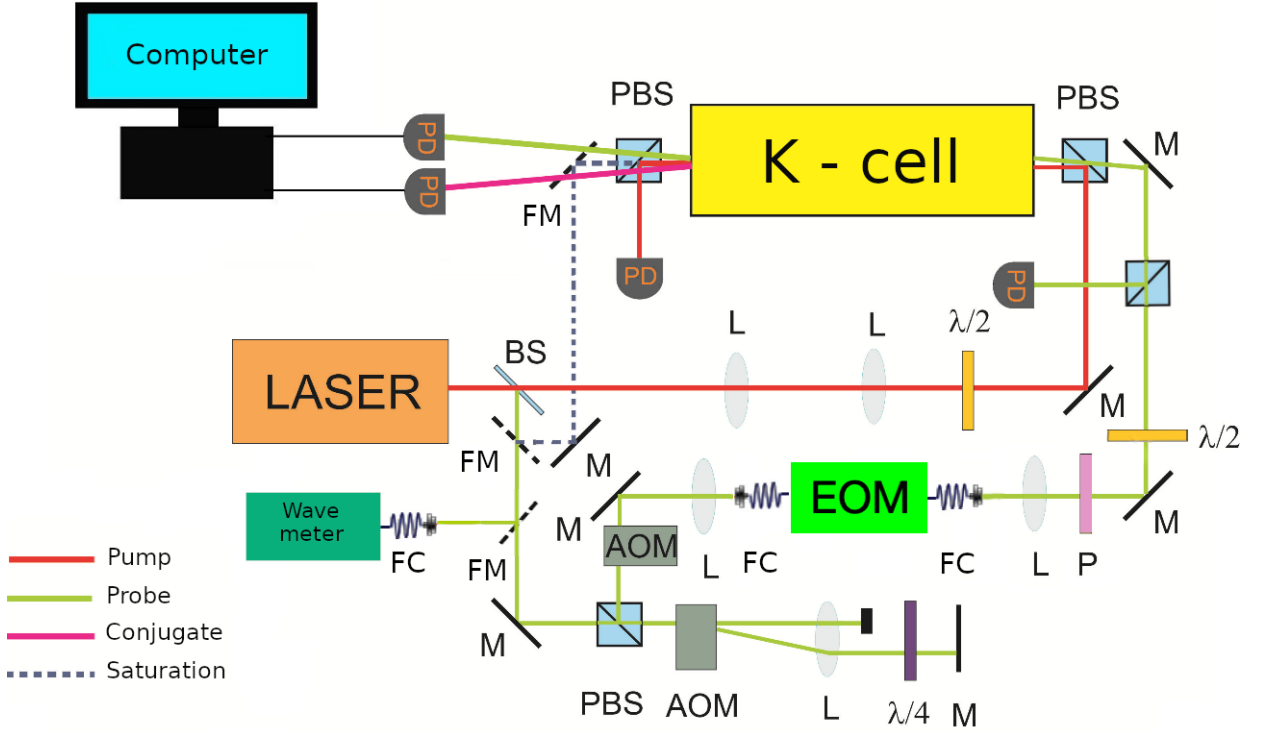 Computer
PBS
PBS
PD
M
K - cell
PD
FM
PD
PD
L
L
λ/2
BS
LASER
M
FM
M
λ/2
Wave
meter
EOM
M
AOM
M
FC
FM
L
FC
FC
L
P
Pump
Probe
Conjugate
Saturation
M
PBS
AOM
L
λ/4
M